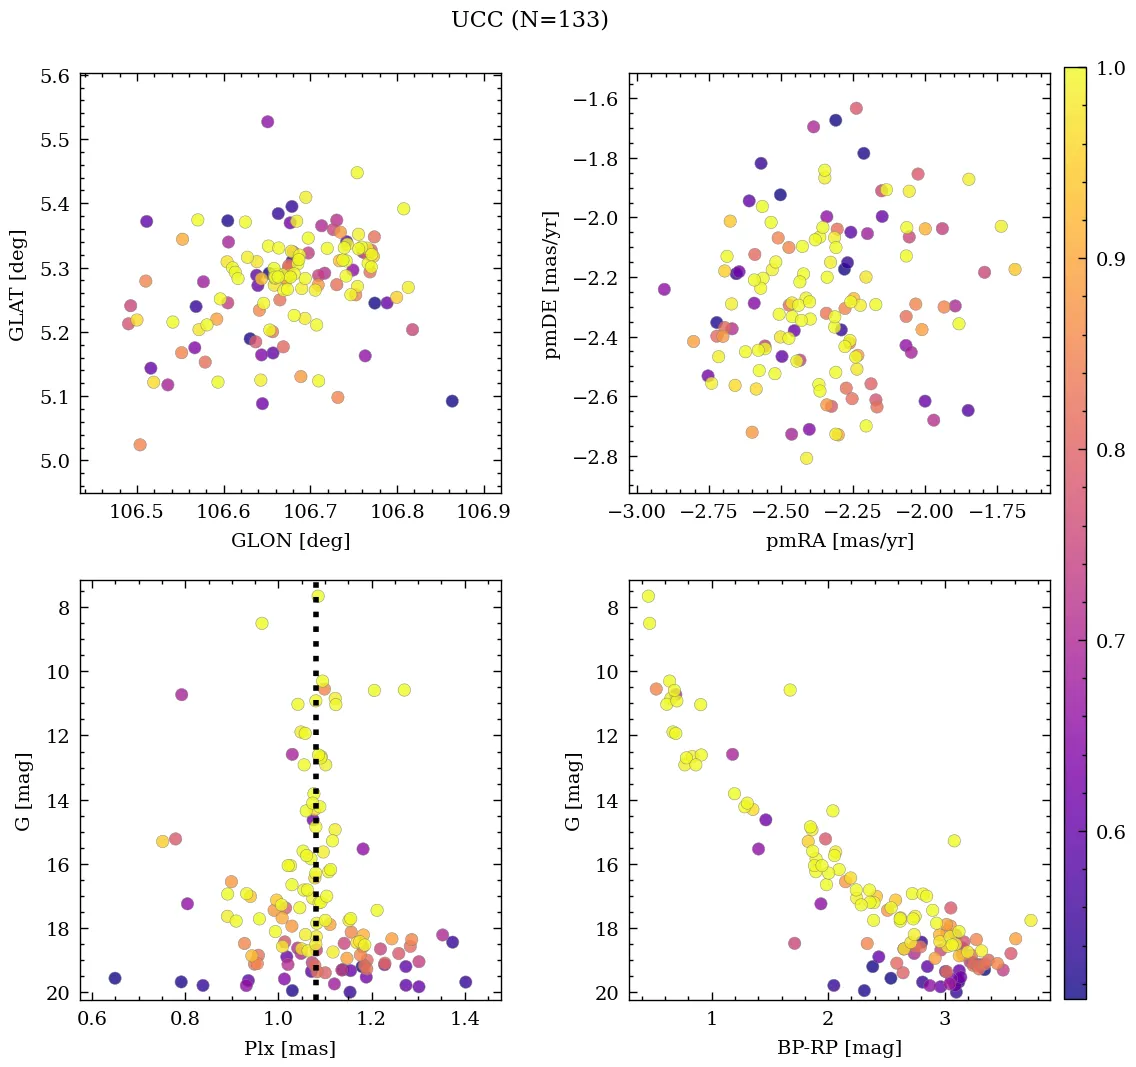 UCC (N=133)
5.6
5.5
5.4
5.3
5.2
5.1
5.0
GLAT [deg]
106.5 106.6 106.7 106.8 106.9
GLON [deg]
−1.6
−1.8
−2.0
−2.2
−2.4
−2.6
−2.8
pmDE [mas/yr]
−3.00 −2.75 −2.50 −2.25 −2.00 −1.75
pmRA [mas/yr]
1.0
0.9
0.8
0.7
0.6
8
10
12
14
16
18
20
G [mag]
0.6 0.8 1.0 1.2 1.4
Plx [mas]
8
10
12
14
16
18
20
G [mag]
1 2 3
BP-RP [mag]